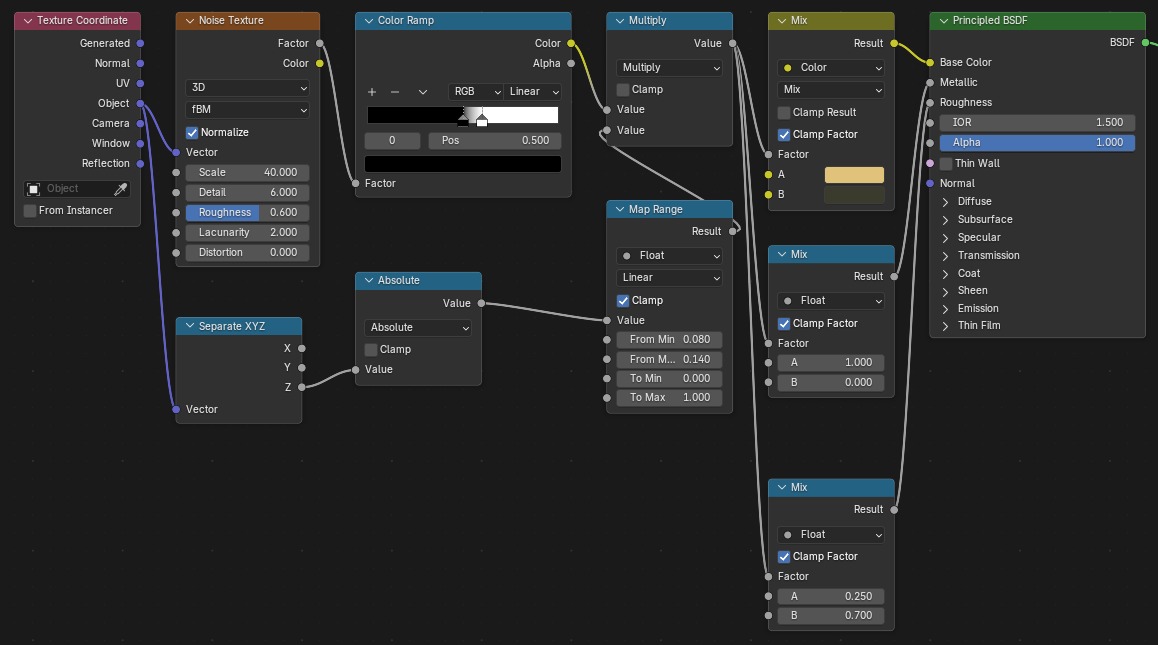 Texture Coordinate
Generated
Normal
UV
Object
Camera
Window
Reflection
Object
From Instancer
Noise Texture
Factor
Color
3D
fBM
Normalize
Vector
Scale 40.000
Detail 6.000
Roughness 0.600
Lacunarity 2.000
Distortion 0.000
Separate XYZ
X
Y
Z
Vector
Color Ramp
Color
Alpha
RGB Linear
0 Pos 0.500
Factor
Absolute
Value
Absolute
Clamp
Value
Multiply
Value
Multiply
Clamp
Value
Value
Map Range
Result
Float
Linear
Clamp
Value
From Min 0.080
From M... 0.140
To Min 0.000
To Max 1.000
Mix
Result
Color
Mix
Clamp Result
Clamp Factor
Factor
A
B
Mix
Result
Float
Clamp Factor
Factor
A 1.000
B 0.000
Mix
Result
Float
Clamp Factor
Factor
A 0.250
B 0.700
Principled BSDF
BSDF
Base Color
Metallic
Roughness
IOR 1.500
Alpha 1.000
Thin Wall
Normal
Diffuse
Subsurface
Specular
Transmission
Coat
Sheen
Emission
Thin Film